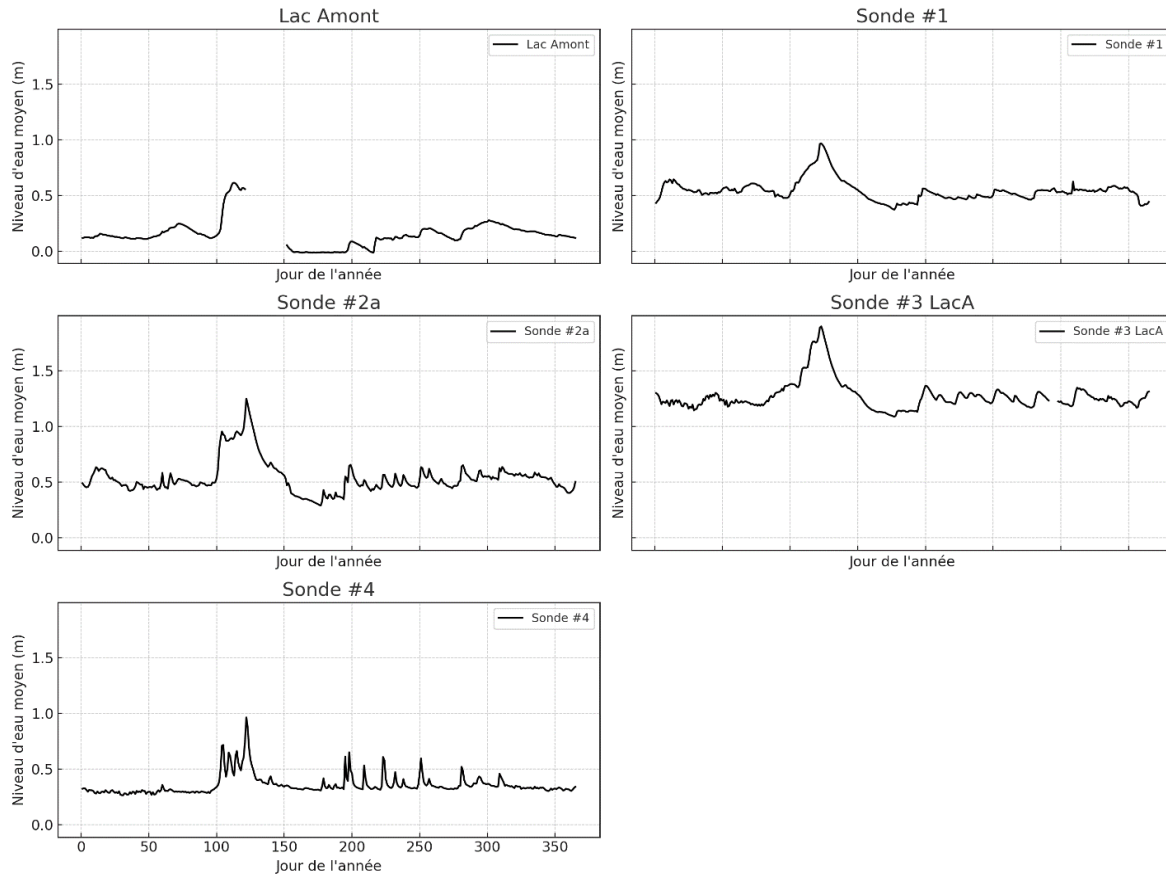 Lac Amont
Niveau d'eau moyen (m)
1.5
1.0
0.5
0.0
Lac Amont
Jour de l'année
Sonde #1
Niveau d'eau moyen (m)
Sonde #1
Jour de l'année
Sonde #2a
Niveau d'eau moyen (m)
1.5
1.0
0.5
0.0
Sonde #2a
Jour de l'année
Sonde #3 LacA
Niveau d'eau moyen (m)
Sonde #3 LacA
Jour de l'année
Sonde #4
Niveau d'eau moyen (m)
1.5
1.0
0.5
0.0
Sonde #4
0 50 100 150 200 250 300 350
Jour de l'année